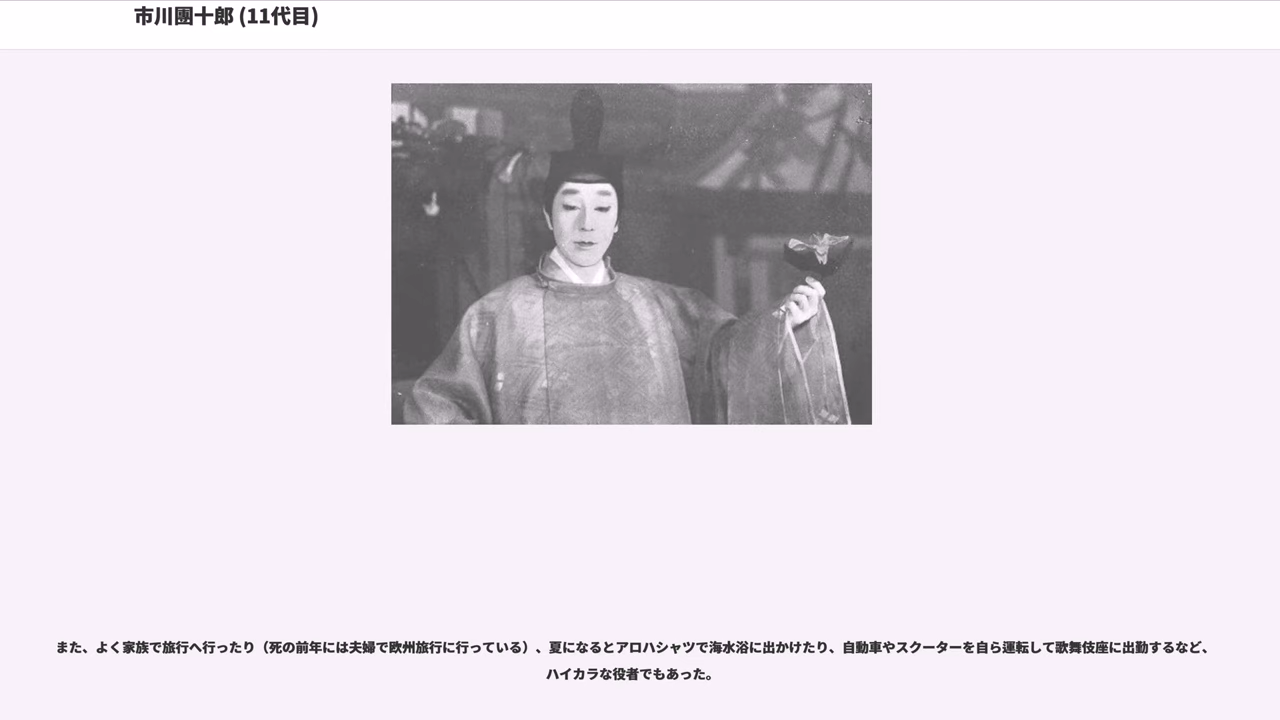 市川團十郎 (11代目)
また、よく家族で旅行へ行ったり（死の前年には夫婦で欧州旅行に行っている）、夏になるとアロハシャツで海水浴に出かけたり、自動車やスクーターを自ら運転して歌舞伎座に出勤するなど、
ハイカラな役者でもあった。